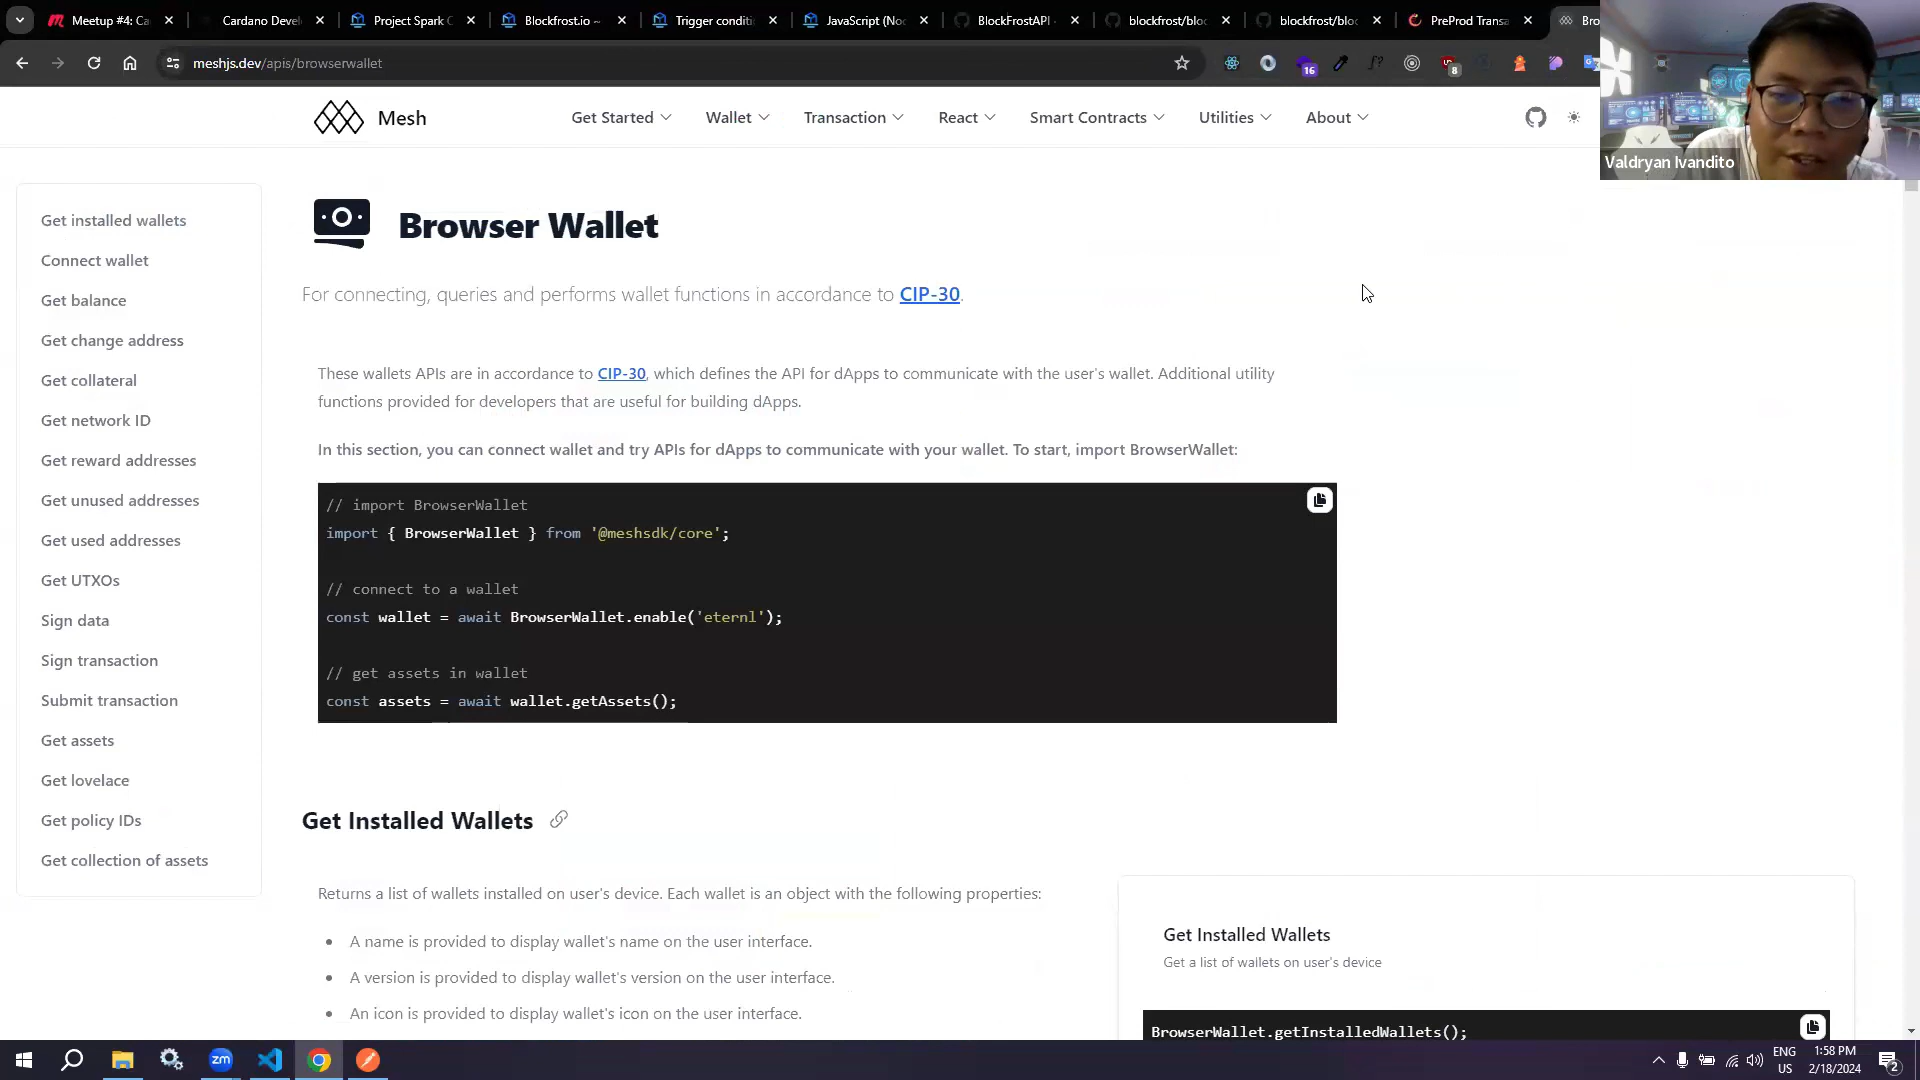 Meetup #4: Ca
Cardano Devel
Project Spark C
Blockfrost.io ~
Trigger conditi
JavaScript (No
BlockFrostAPI
blockfrost/bloc
blockfrost/bloc
PreProd Transa
Bro
meshjs.dev/apis/browserwallet
16
8
Mesh
Get Started
Wallet
Transaction
React
Smart Contracts
Utilities
About
Valdryan Ivandito
Get installed wallets
Connect wallet
Get balance
Get change address
Get collateral
Get network ID
Get reward addresses
Get unused addresses
Get used addresses
Get UTXOs
Sign data
Sign transaction
Submit transaction
Get assets
Get lovelace
Get policy IDs
Get collection of assets
Browser Wallet
For connecting, queries and performs wallet functions in accordance to CIP-30.
These wallets APIs are in accordance to CIP-30, which defines the API for dApps to communicate with the user's wallet. Additional utility
functions provided for developers that are useful for building dApps.
In this section, you can connect wallet and try APIs for dApps to communicate with your wallet. To start, import BrowserWallet:
// import BrowserWallet
import { BrowserWallet } from '@meshsdk/core';
// connect to a wallet
const wallet = await BrowserWallet.enable('eternl');
// get assets in wallet
const assets = await wallet.getAssets();
Get Installed Wallets
Returns a list of wallets installed on user's device. Each wallet is an object with the following properties:
A name is provided to display wallet's name on the user interface.
A version is provided to display wallet's version on the user interface.
An icon is provided to display wallet's icon on the user interface.
Get Installed Wallets
Get a list of wallets on user's device
BrowserWallet.getInstalledWallets();
zm
ENG
US
1:58 PM
2/18/2024
2